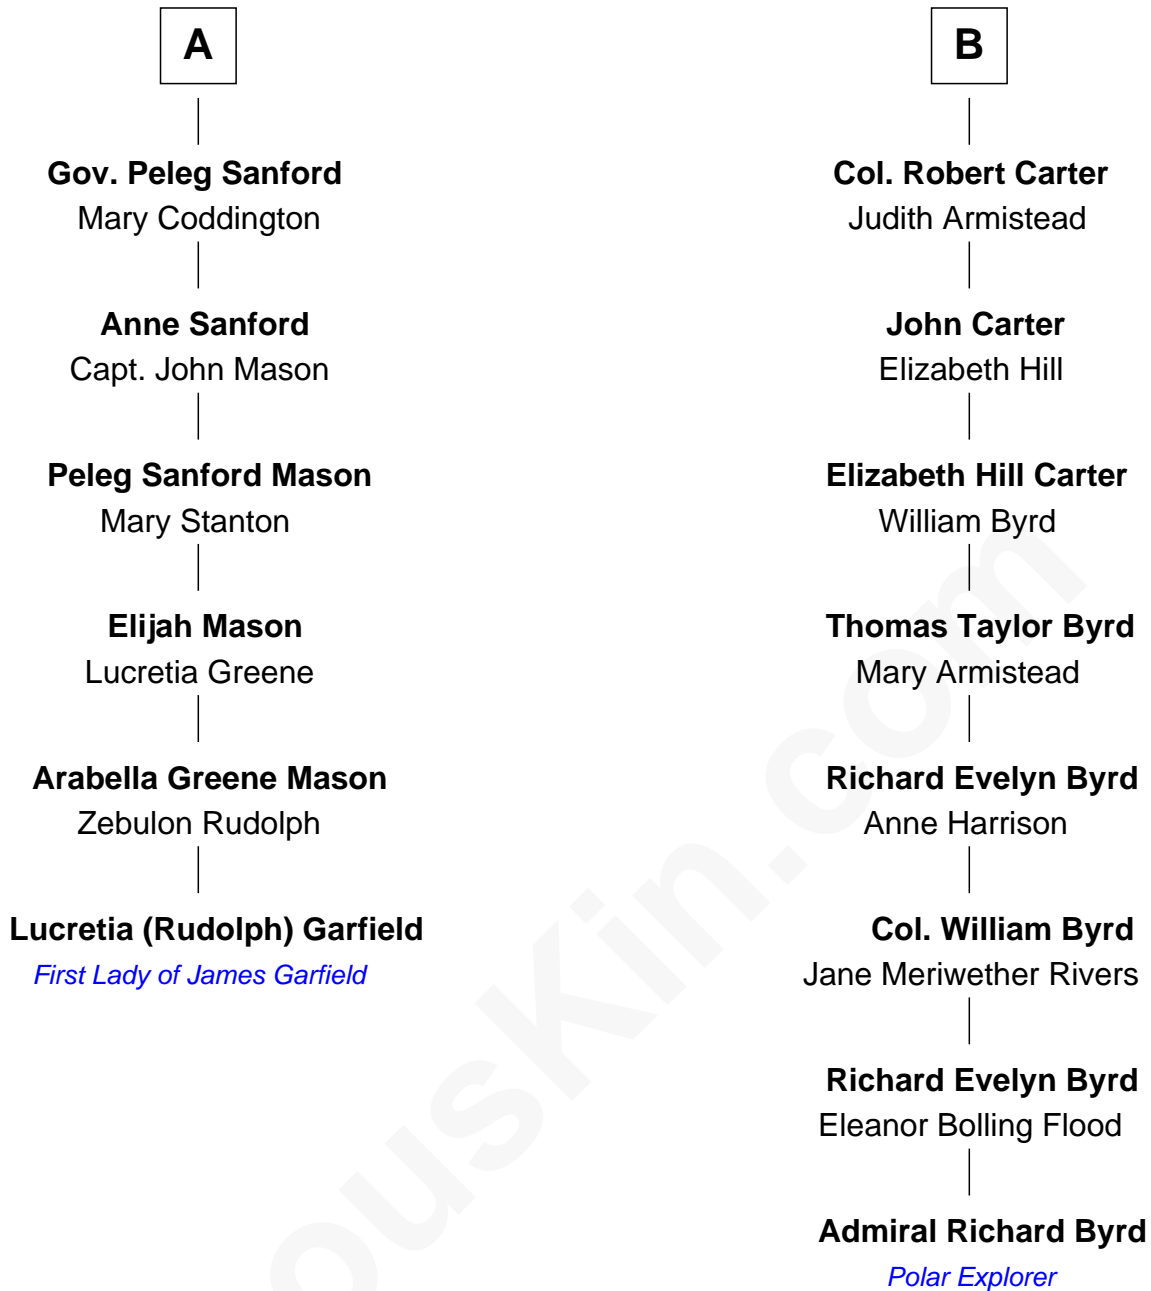 A
Gov. Peleg Sanford
Mary Coddington
Anne Sanford
Capt. John Mason
Peleg Sanford Mason
Mary Stanton
Elijah Mason
Lucretia Greene
Arabella Greene Mason
Zebulon Rudolph
Lucretia (Rudolph) Garfield
First Lady of James Garfield
B
Col. Robert Carter
Judith Armistead
John Carter
Elizabeth Hill
Elizabeth Hill Carter
William Byrd
Thomas Taylor Byrd
Mary Armistead
Richard Evelyn Byrd
Anne Harrison
Col. William Byrd
Jane Meriwether Rivers
Richard Evelyn Byrd
Eleanor Bolling Flood
Admiral Richard Byrd
Polar Explorer
ousKin.com